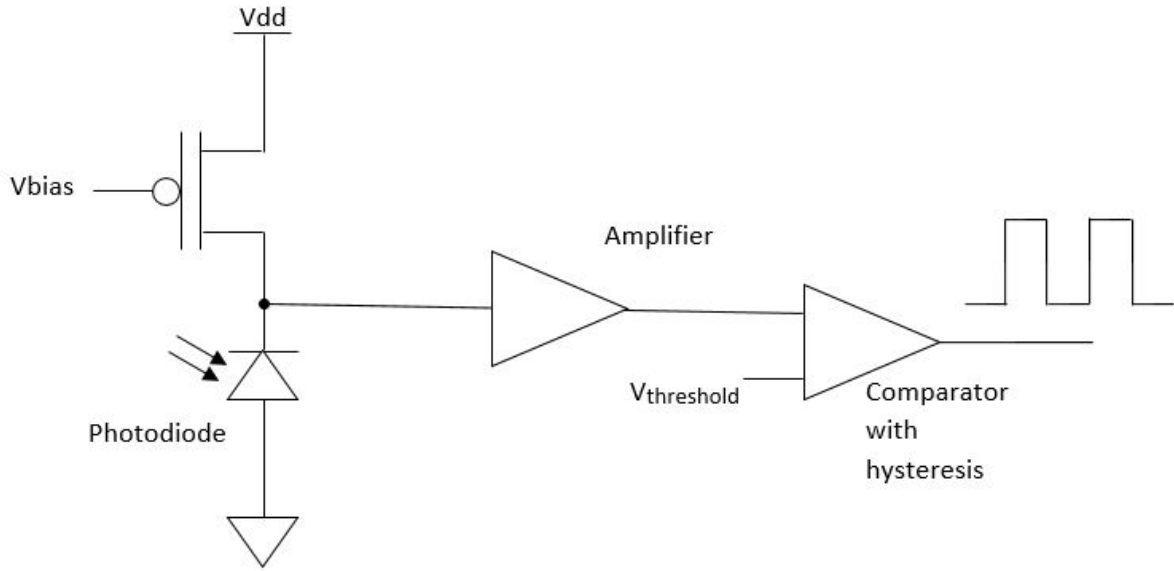 Vdd
Vbias
Amplifier
Vthreshold
Photodiode
Comparator
with
hysteresis